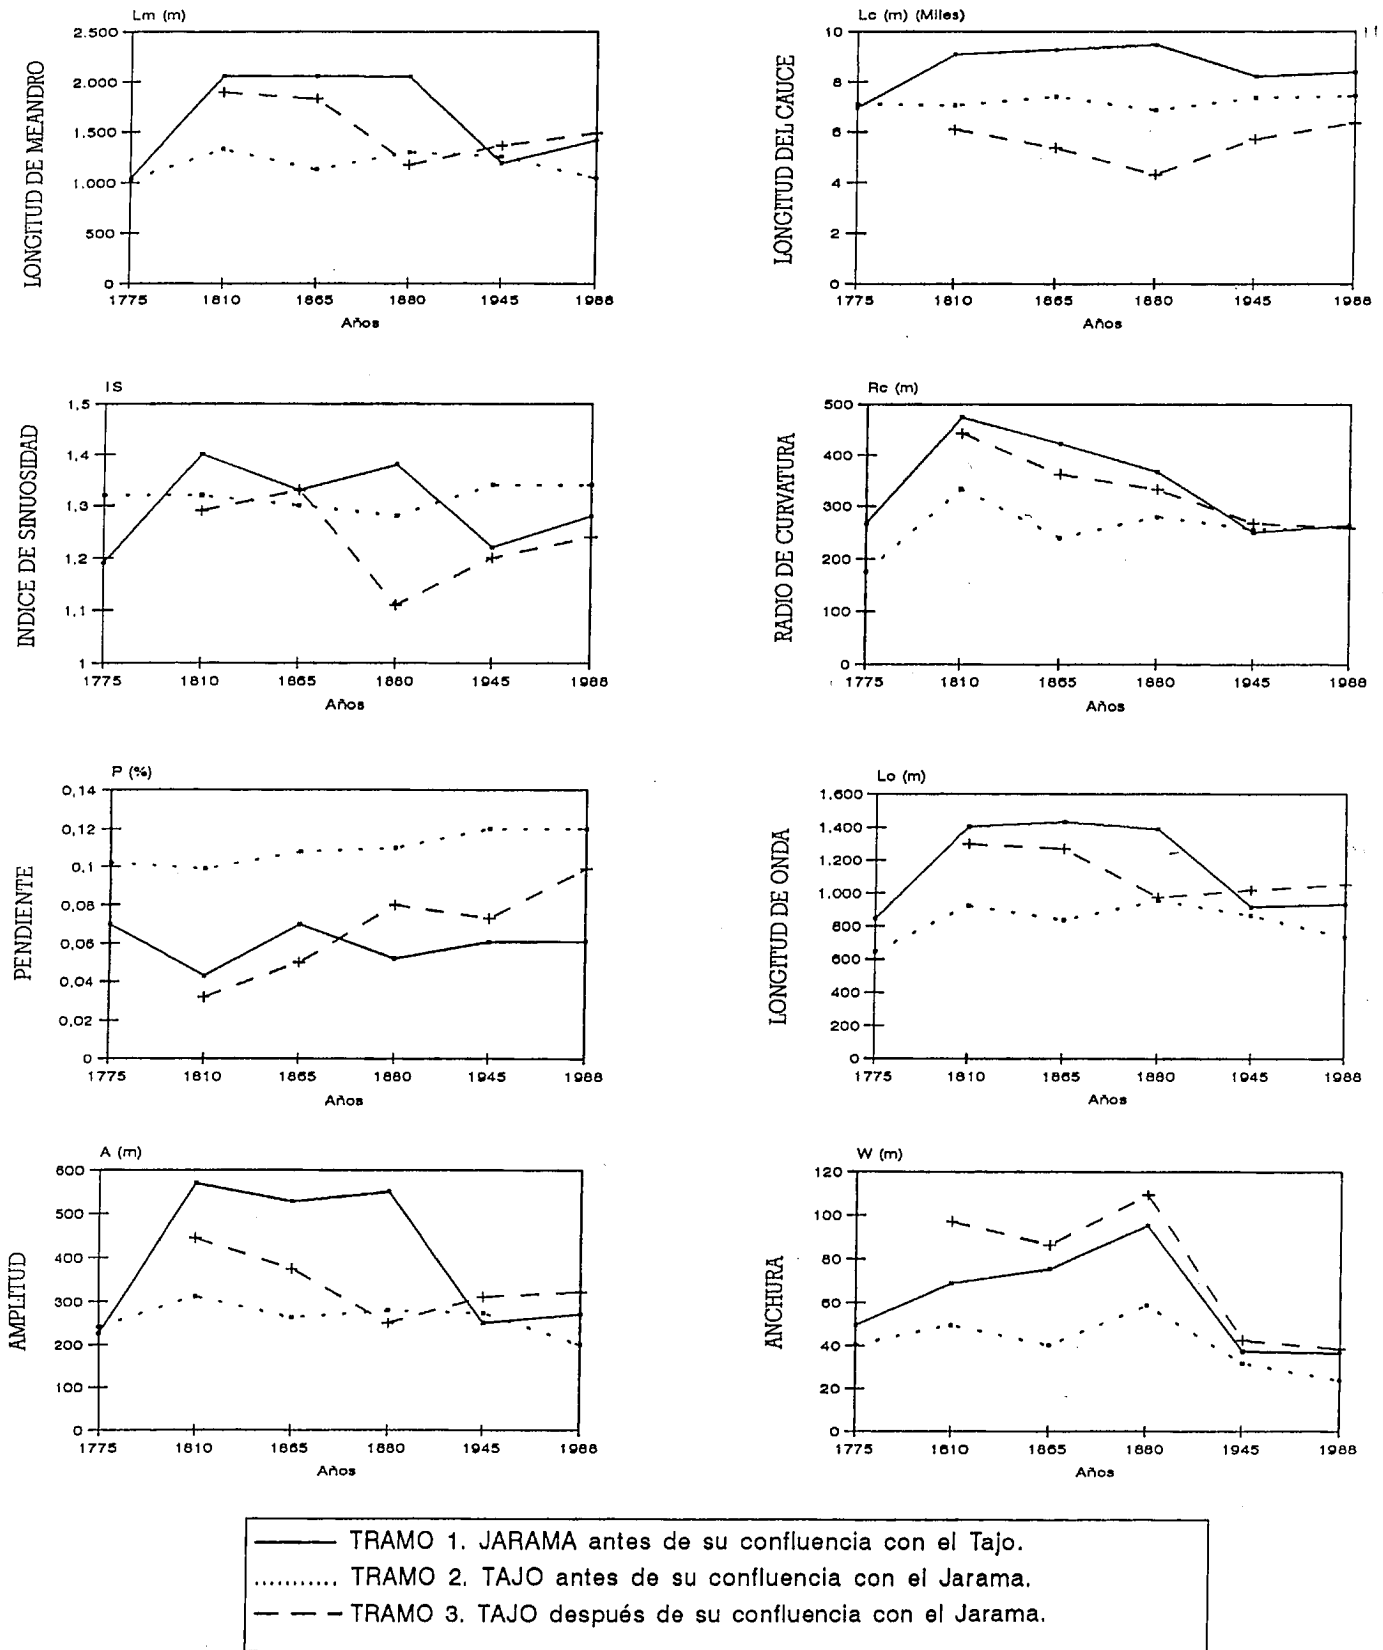 Lm (m)
LONGITUD DE MEANDRO
2.500
2.000
1.500
1.000
500
0
1775 1810 1865 1880 1945 1988
Años
Lc (m) (Miles)
LONGITUD DEL CAUCE
10
8
6
4
2
0
1775 1810 1865 1880 1945 1988
Años
IS
INDICE DE SINUOSIDAD
1,5
1,4
1,3
1,2
1,1
1
1775 1810 1865 1880 1945 1988
Años
Rc (m)
RADIO DE CURVATURA
500
400
300
200
100
0
1775 1810 1865 1880 1945 1988
Años
P (%)
PENDIENTE
0,14
0,12
0,1
0,08
0,06
0,04
0,02
0
1775 1810 1865 1880 1945 1988
Años
Lo (m)
LONGITUD DE ONDA
1.600
1.400
1.200
1.000
800
600
400
200
0
1775 1810 1865 1880 1945 1988
Años
A (m)
AMPLITUD
600
500
400
300
200
100
0
1775 1810 1865 1880 1945 1988
Años
W (m)
ANCHURA
120
100
80
60
40
20
0
1775 1810 1865 1880 1945 1988
Años
TRAMO 1. JARAMA antes de su confluencia con el Tajo.
TRAMO 2. TAJO antes de su confluencia con el Jarama.
TRAMO 3. TAJO después de su confluencia con el Jarama.